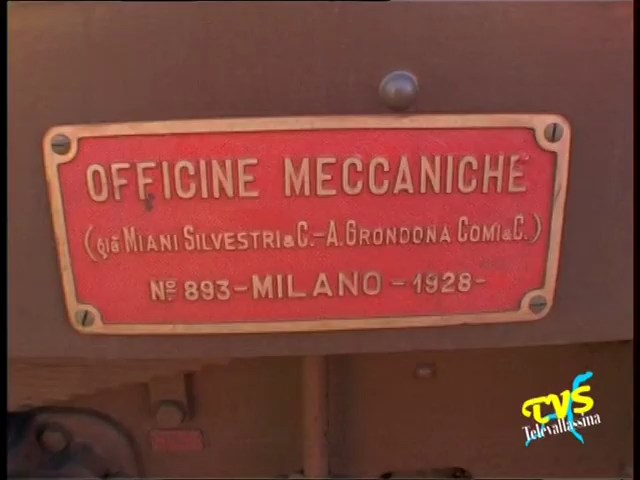 OFFICINE MECCANICHE
(già MIANI SILVESTRI & C.-A. GRONDONA COMI & C.)
No 893-MILANO-1928-
TVS
Televallassina